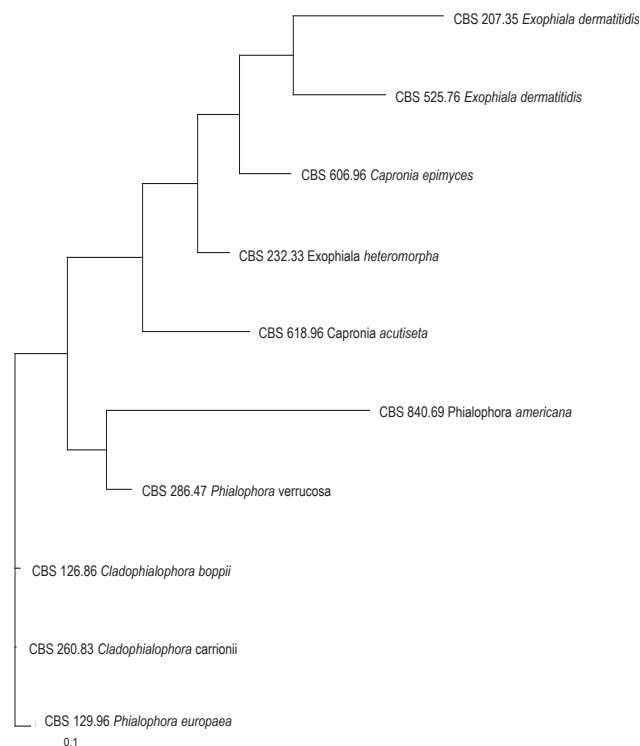 CBS 207.35 Exophiala dermatitidis
CBS 525.76 Exophiala dermatitidis
CBS 606.96 Capronia epimyces
CBS 232.33 Exophiala heteromorpha
CBS 618.96 Capronia acutiseta
CBS 840.69 Phialophora americana
CBS 286.47 Phialophora verrucosa
CBS 126.86 Cladophialophora boppii
CBS 260.83 Cladophialophora carrionii
CBS 129.96 Phialophora europaea
0.1